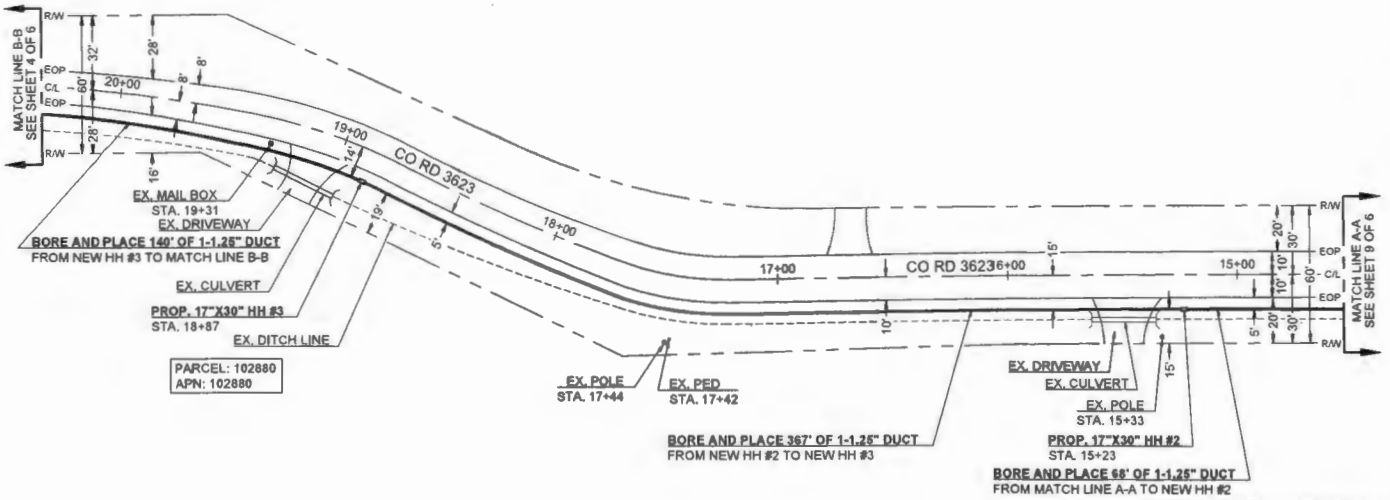 MATCH LINE B-B
SEE SHEET 4 OF 6
R/W
EOP
C/L
EOP
R/W
60'
32'
28'
28'
8'
8'
16'
20+00
19+00
14'
CO RD 3623
18+00
19'
5'
17+00
CO RD 36236+00
15+00
15'
10'
20'
30'
10'
10'
60'
20'
30'
5'
15'
R/W
EOP
C/L
EOP
R/W
MATCH LINE A-A
SEE SHEET 9 OF 6
EX. MAIL BOX
STA. 19+31
EX. DRIVEWAY
BORE AND PLACE 140' OF 1-1.25" DUCT
FROM NEW HH #3 TO MATCH LINE B-B
EX. CULVERT
PROP. 17"X30" HH #3
STA. 18+87
EX. DITCH LINE
PARCEL: 102880
APN: 102880
EX. POLE
STA. 17+44
EX. PED
STA. 17+42
EX. DRIVEWAY
EX. CULVERT
EX. POLE
STA. 15+33
BORE AND PLACE 367' OF 1-1.25" DUCT
FROM NEW HH #2 TO NEW HH #3
PROP. 17"X30" HH #2
STA. 15+23
BORE AND PLACE 68' OF 1-1.25" DUCT
FROM MATCH LINE A-A TO NEW HH #2